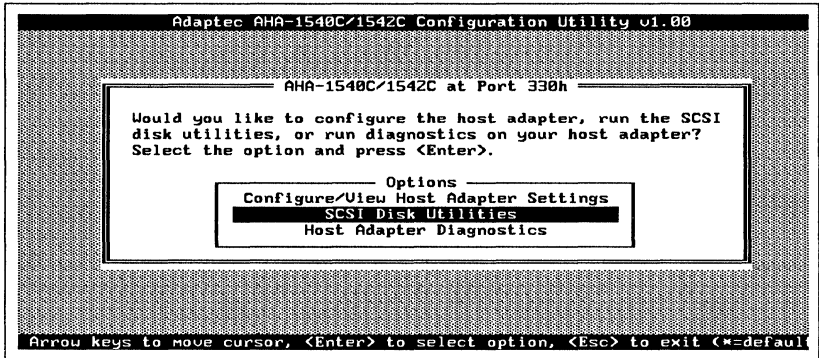 Adaptec AHA-1540C/1542C Configuration Utility v1.00
AHA-1540C/1542C at Port 330h
Would you like to configure the host adapter, run the SCSI
disk utilities, or run diagnostics on your host adapter?
Select the option and press <Enter>.
Options
Configure/View Host Adapter Settings
SCSI Disk Utilities
Host Adapter Diagnostics
Arrow keys to move cursor, <Enter> to select option, <Esc> to exit (*=default